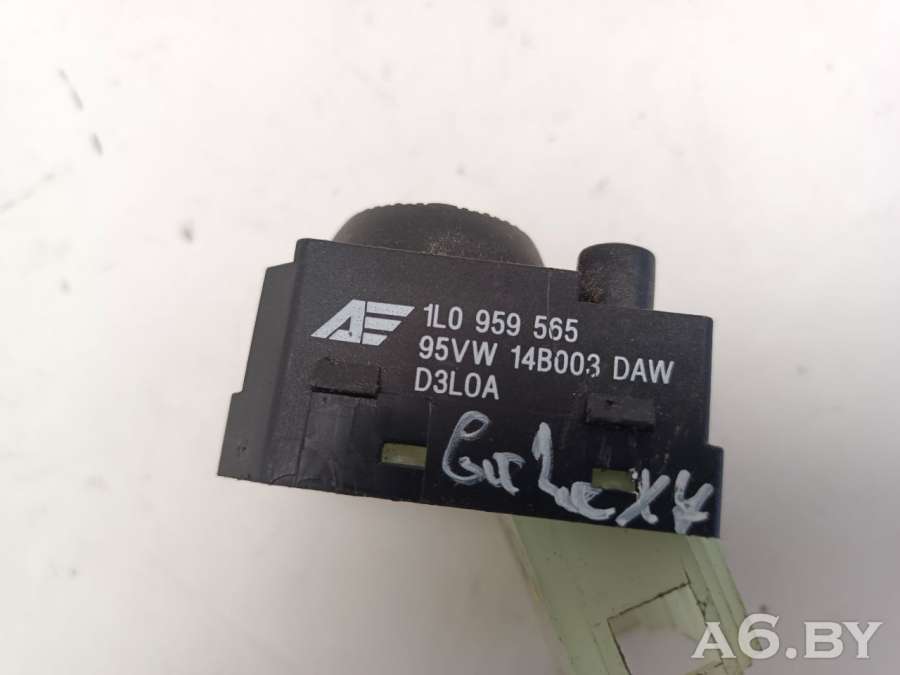 AE 1L0 959 565
95VW 14B003 DAW
D3L0A
A6.BY